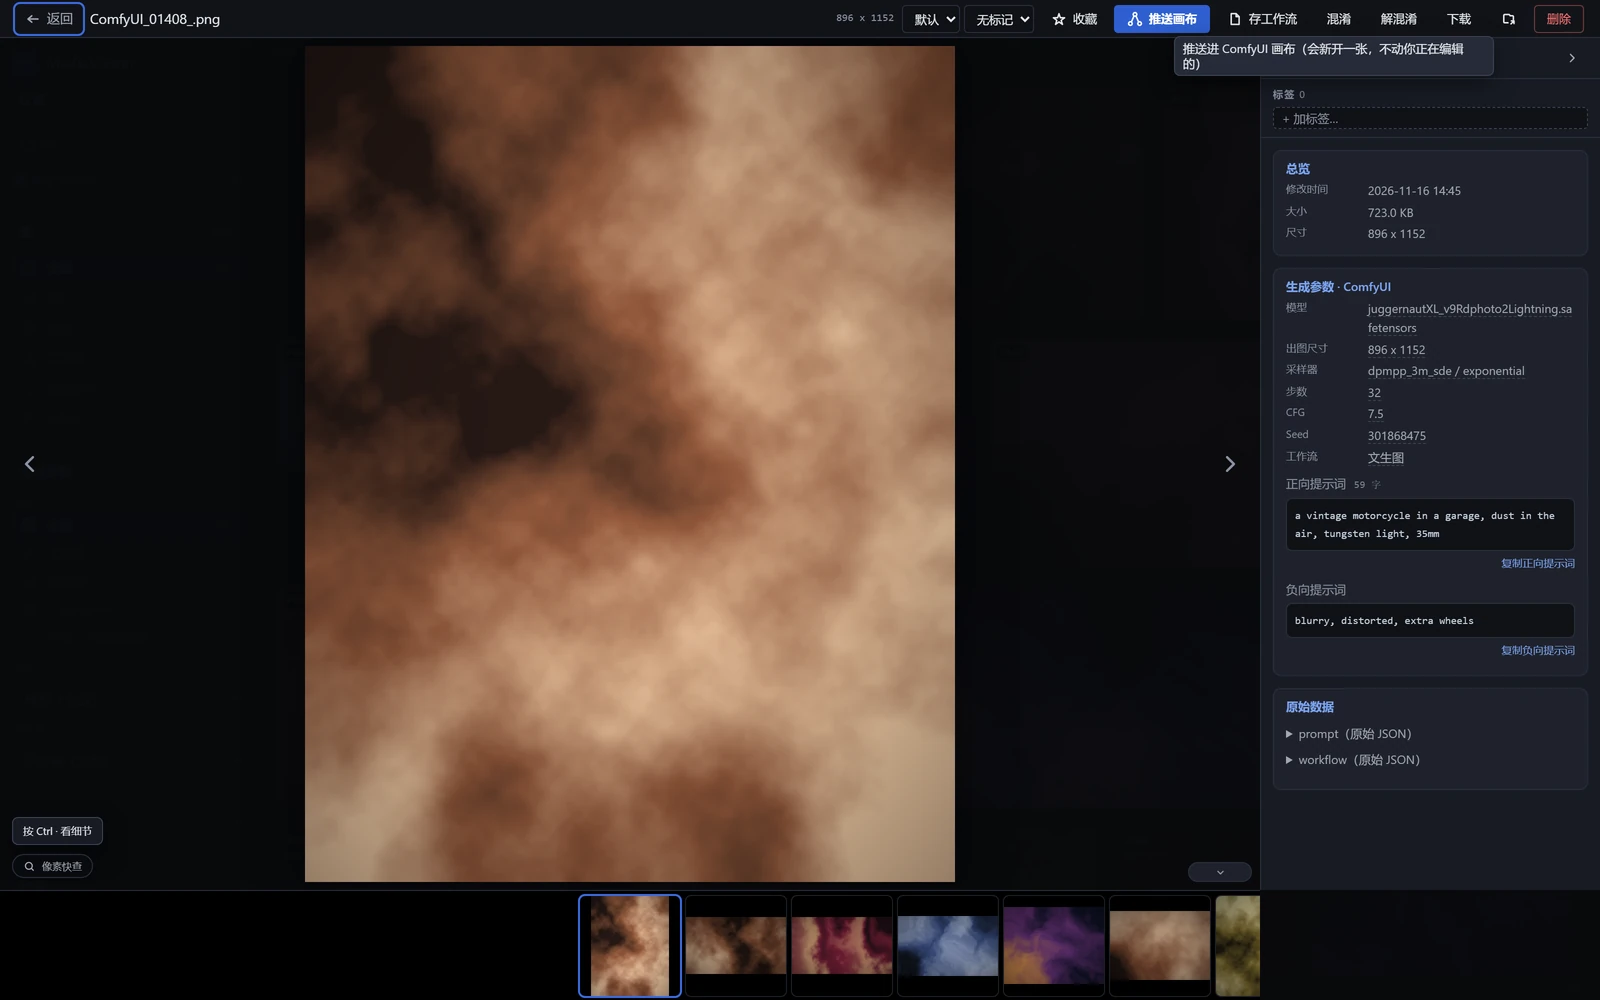 返回
ComfyUI_01408_.png
896 x 1152
默认
无标记
收藏
推送画布
存工作流
混淆
解混淆
下载
删除
推送进 ComfyUI 画布（会新开一张，不动你正在编辑
的）
标签 0
+ 加标签...
总览
修改时间 2026-11-16 14:45
大小 723.0 KB
尺寸 896 x 1152
生成参数 · ComfyUI
模型 juggernautXL_v9Rdphoto2Lightning.sa
fetensors
出图尺寸 896 x 1152
采样器 dpmpp_3m_sde / exponential
步数 32
CFG 7.5
Seed 301868475
工作流 文生图
正向提示词 59 字
a vintage motorcycle in a garage, dust in the
air, tungsten light, 35mm
复制正向提示词
负向提示词
blurry, distorted, extra wheels
复制负向提示词
原始数据
prompt（原始 JSON）
workflow（原始 JSON）
按 Ctrl · 看细节
像素快查